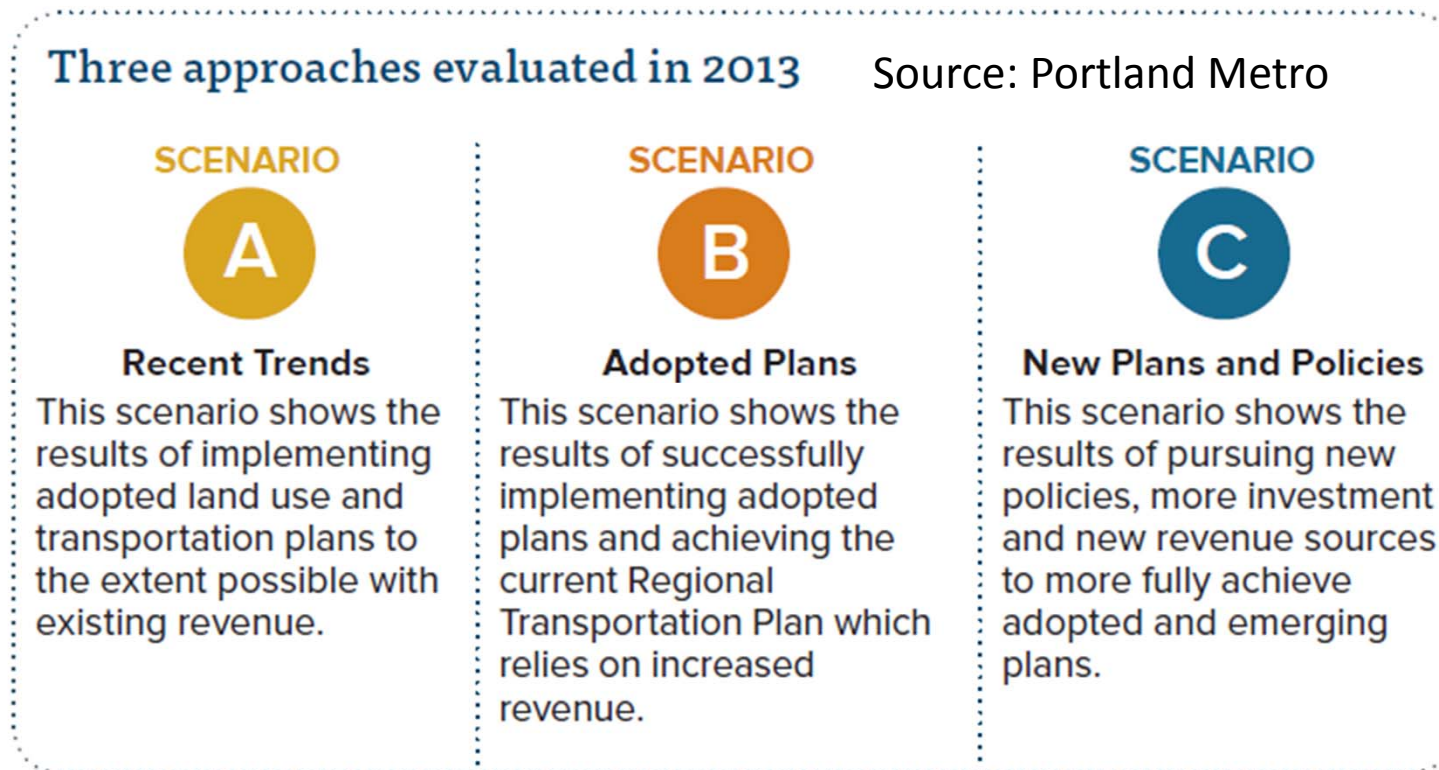 Three approaches evaluated in 2013 Source: Portland Metro
SCENARIO
A
Recent Trends
This scenario shows the
results of implementing
adopted land use and
transportation plans to
the extent possible with
existing revenue.
SCENARIO
B
Adopted Plans
This scenario shows the
results of successfully
implementing adopted
plans and achieving the
current Regional
Transportation Plan which
relies on increased
revenue.
SCENARIO
C
New Plans and Policies
This scenario shows the
results of pursuing new
policies, more investment
and new revenue sources
to more fully achieve
adopted and emerging
plans.